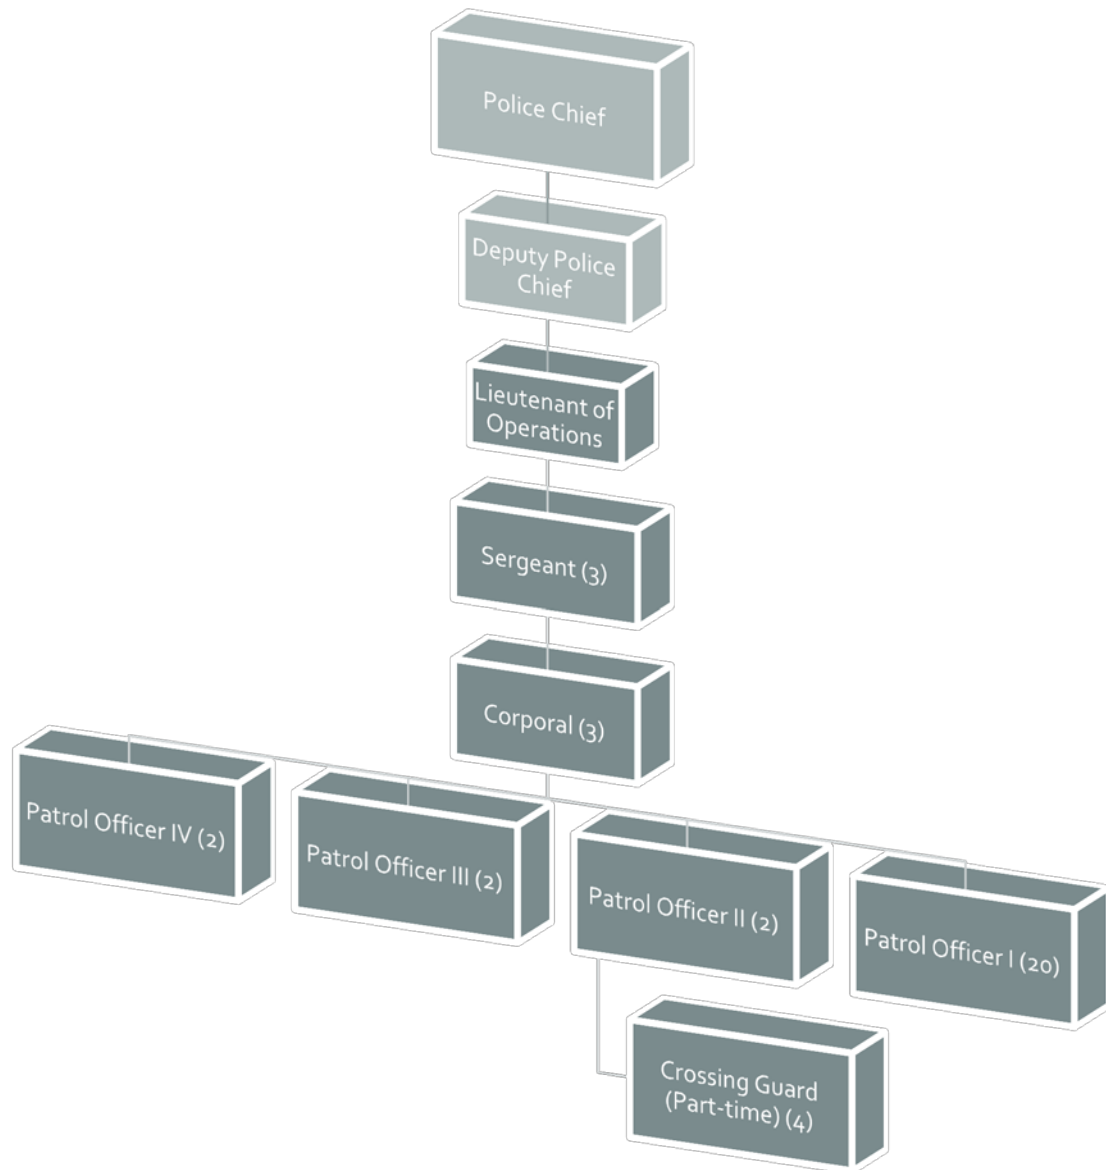 Police Chief
Deputy Police
Chief
Lieutenant of
Operations
Sergeant (3)
Corporal (3)
Patrol Officer IV (2)
Patrol Officer III (2)
Patrol Officer II (2)
Patrol Officer I (20)
Crossing Guard
(Part-time) (4)